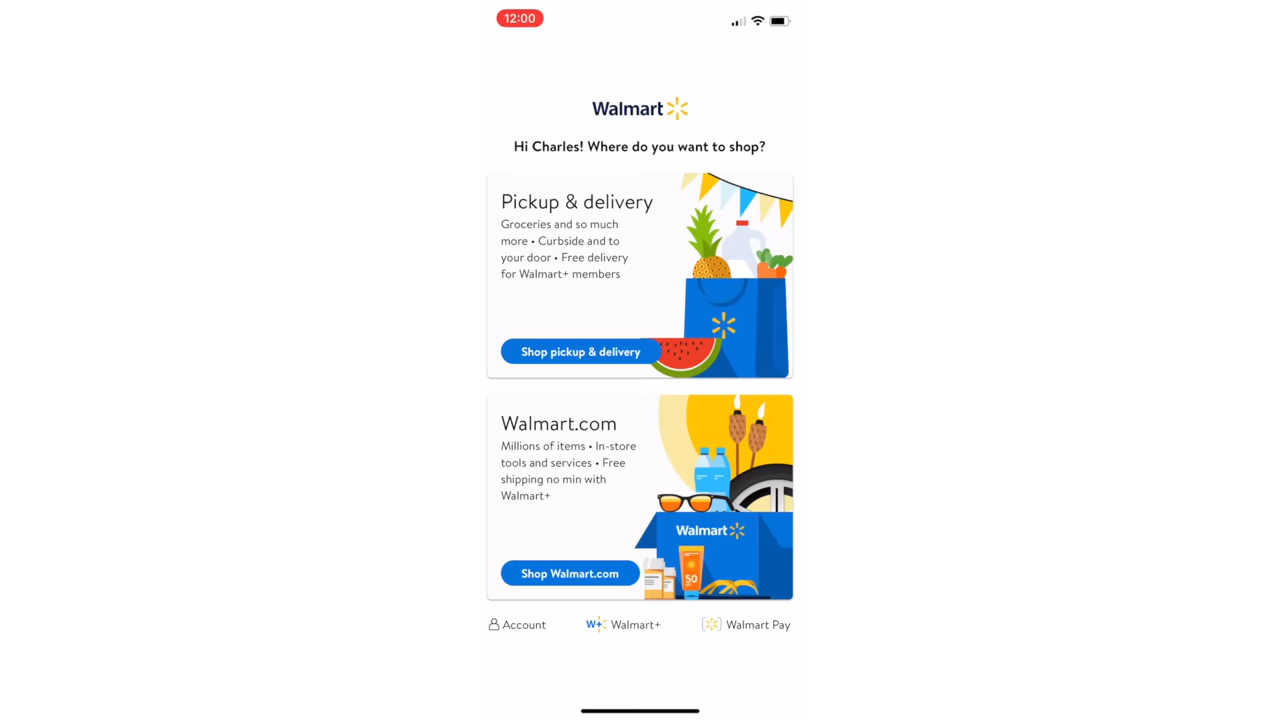 12:00
Walmart
Hi Charles! Where do you want to shop?
Pickup & delivery
Groceries and so much
more • Curbside and to
your door • Free delivery
for Walmart+ members
Shop pickup & delivery
Walmart.com
Millions of items • In-store
tools and services • Free
shipping no min with
Walmart+
Walmart
50
Shop Walmart.com
Account
W+ Walmart+
Walmart Pay